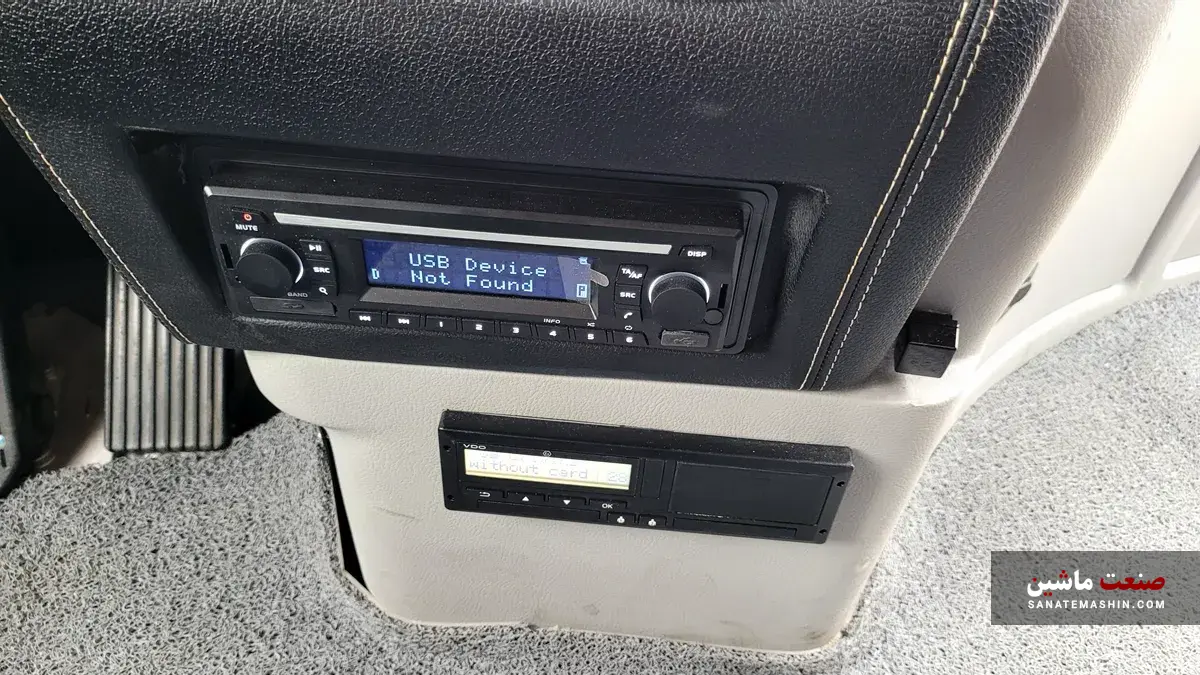 MUTE
DISP
SRC
BAND
USB Device
D Not Found
P
TA/AF
SRC
INFO
1 2 3 4 5 6
VDO
without card
OK
صنعت ماشین
SANATEMASHIN.COM